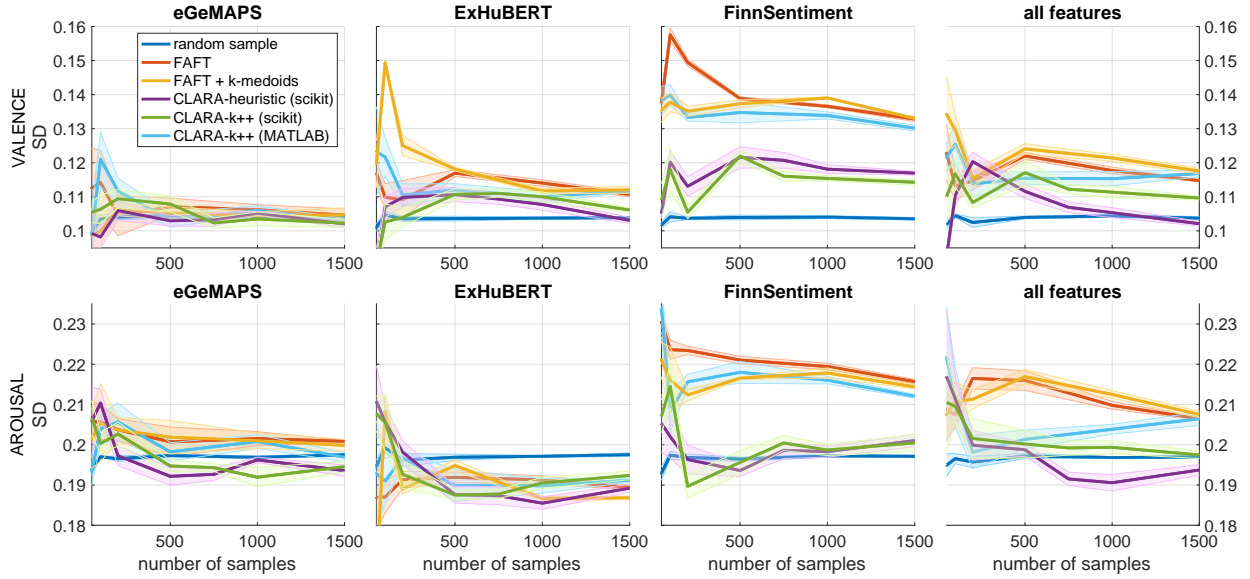 eGeMAPS ExHuBERT FinnSentiment all features
0.16 0.16
random sample
FAFT
0.15 0.15
FAFT + k-medoids
CLARA-heuristic (scikit)
0.14 0.14
CLARA-k++ (scikit)
CLARA-k++ (MATLAB)
0.13 0.13
VALENCE
SD
0.12 0.12
0.11 0.11
0.1 0.1
500 1000 1500 500 1000 1500 500 1000 1500 500 1000 1500
eGeMAPS ExHuBERT FinnSentiment all features
0.23 0.23
0.22 0.22
0.21 0.21
AROUSAL
SD
0.2 0.2
0.19 0.19
0.18 0.18
500 1000 1500 500 1000 1500 500 1000 1500 500 1000 1500
number of samples number of samples number of samples number of samples